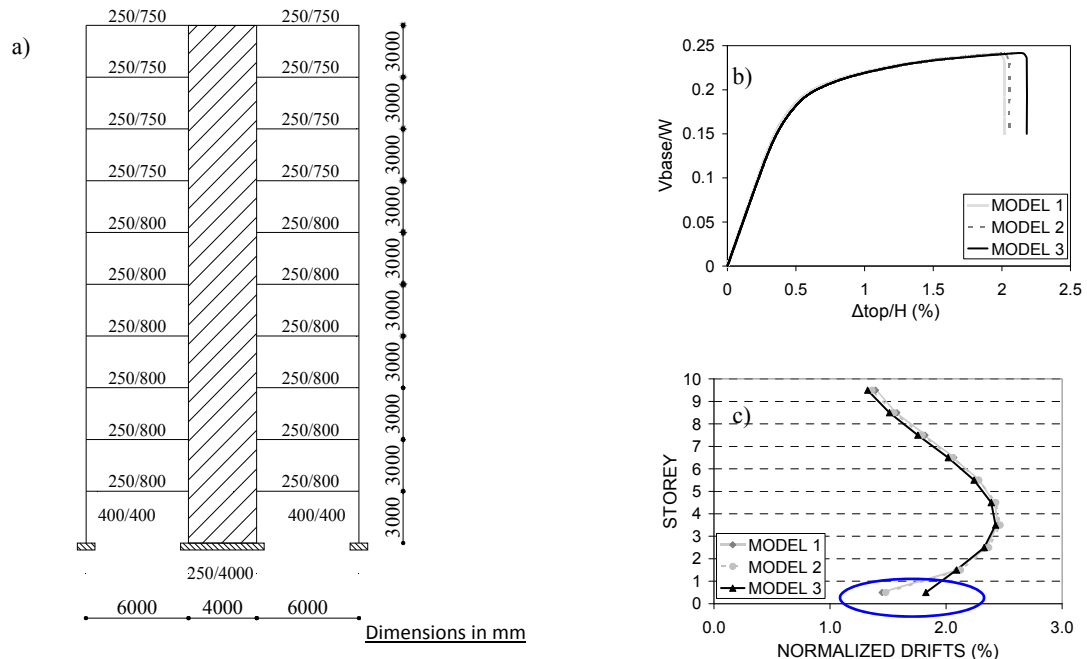 a)
250/750 250/750
250/750 250/750
250/750 250/750
250/750 250/750
250/800 250/800
250/800 250/800
250/800 250/800
250/800 250/800
250/800 250/800
250/800 250/800
400/400 400/400
250/4000
3000
3000
3000
3000
3000
3000
3000
3000
3000
3000
6000 4000 6000
Dimensions in mm
b)
Vbase/W
0.25
0.2
0.15
0.1
0.05
0
0 0.5 1 1.5 2 2.5
Δtop/H (%)
MODEL 1
MODEL 2
MODEL 3
c)
STOREY
10
9
8
7
6
5
4
3
2
1
0
0.0 1.0 2.0 3.0
NORMALIZED DRIFTS (%)
MODEL 1
MODEL 2
MODEL 3